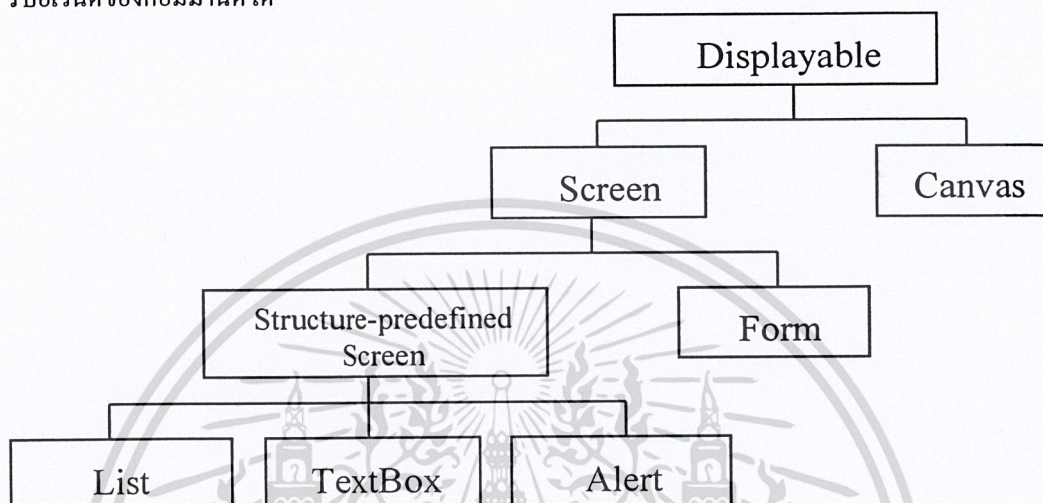 Displayable
Screen
Canvas
Structure-predefined
Screen
Form
List
TextBox
Alert